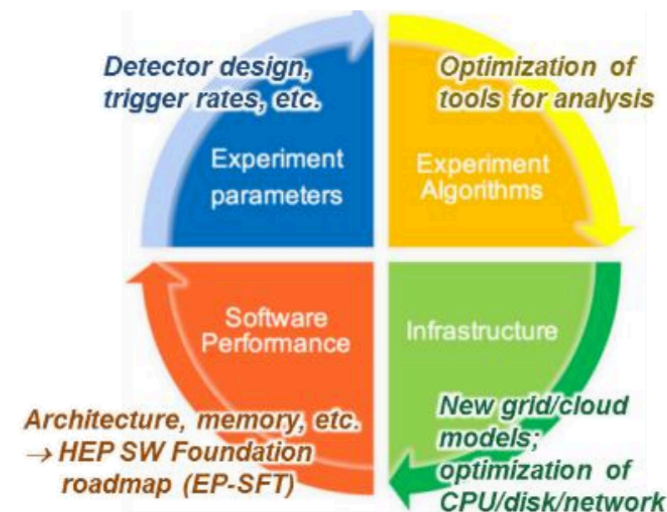 Detector design,
trigger rates, etc.
Optimization of
tools for analysis
Experiment
parameters
Experiment
Algorithms
Software
Performance
Infrastructure
Architecture, memory, etc.
→ HEP SW Foundation
roadmap (EP-SFT)
New grid/cloud
models;
optimization of
CPU/disk/network